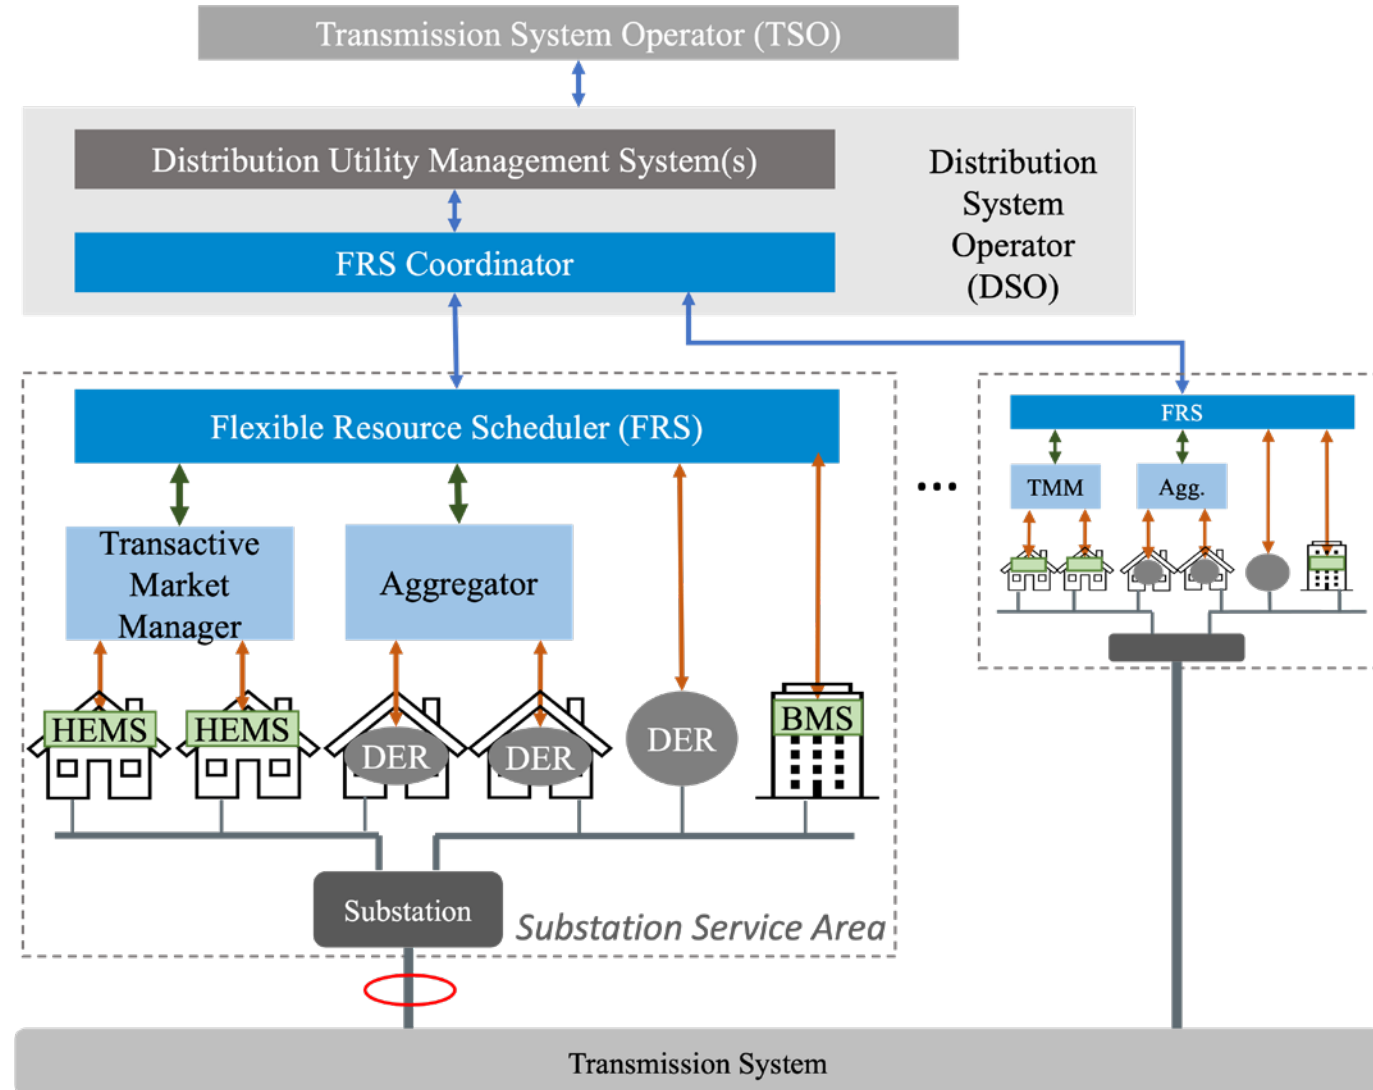 Transmission System Operator (TSO)
Distribution Utility Management System(s)
Distribution
System
Operator
(DSO)
FRS Coordinator
Flexible Resource Scheduler (FRS)
FRS
Transactive
Market
Manager
Aggregator
...
TMM
Agg.
HEMS
HEMS
DER
DER
DER
BMS
Substation
Substation Service Area
Transmission System